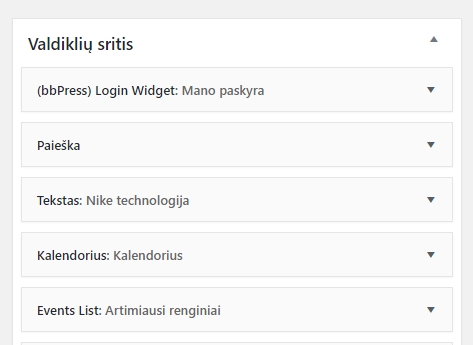 Valdiklių sritis
(bbPress) Login Widget: Mano paskyra
Paieška
Tekstas: Nike technologija
Kalendorius: Kalendorius
Events List: Artimiausi renginiai